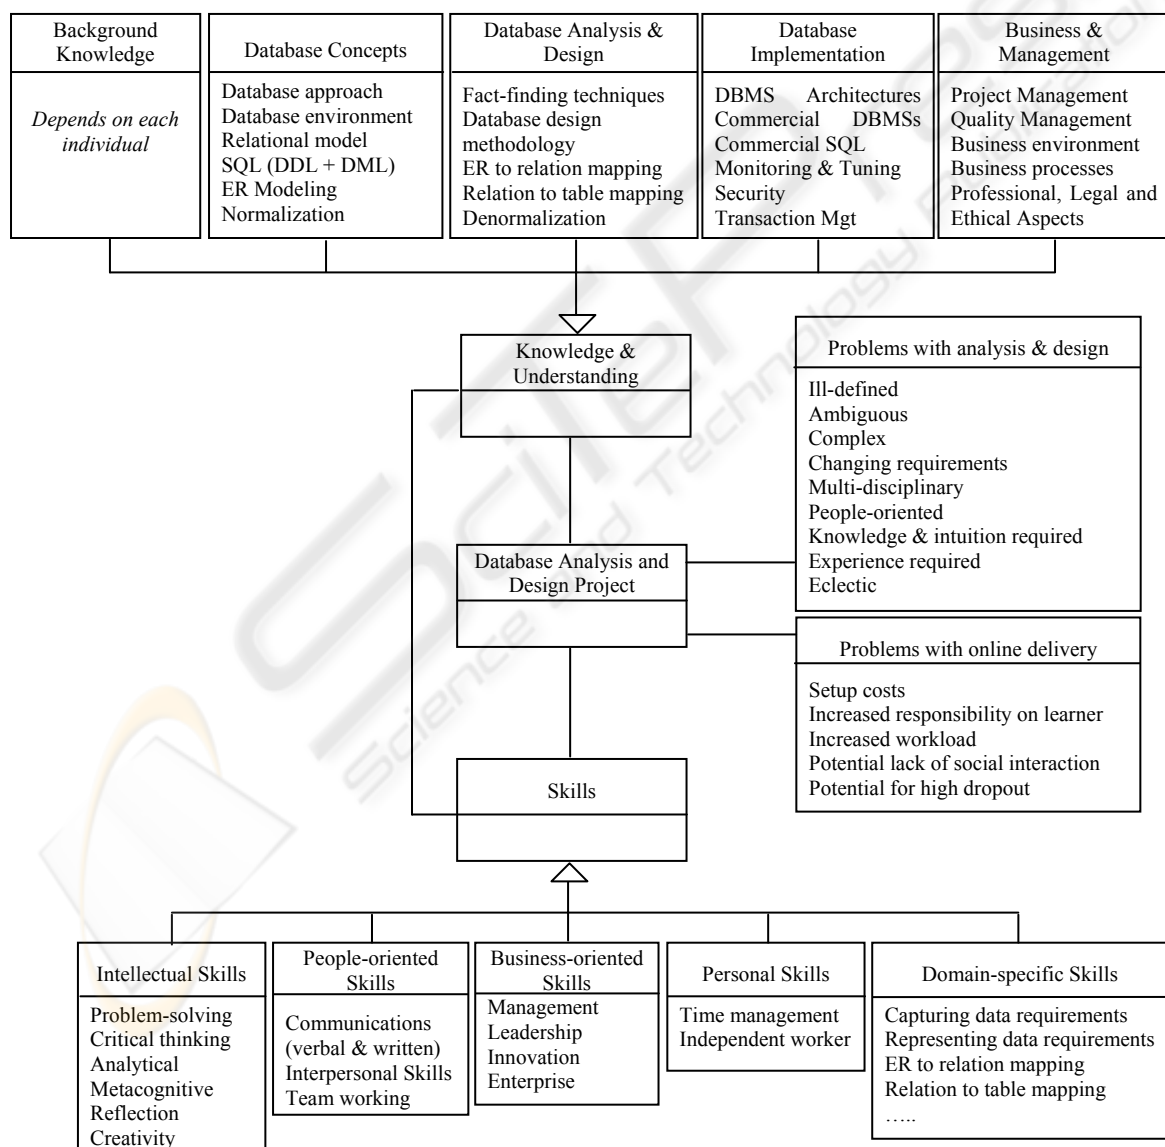 Background
Knowledge
Depends on each
individual
Database Concepts
Database approach
Database environment
Relational model
SQL (DDL + DML)
ER Modeling
Normalization
Database Analysis &
Design
Fact-finding techniques
Database design
methodology
ER to relation mapping
Relation to table mapping
Denormalization
Database
Implementation
DBMS Architectures
Commercial DBMSs
Commercial SQL
Monitoring & Tuning
Security
Transaction Mgt
Business &
Management
Project Management
Quality Management
Business environment
Business processes
Professional, Legal and
Ethical Aspects
Knowledge &
Understanding
Problems with analysis & design
Ill-defined
Ambiguous
Complex
Changing requirements
Multi-disciplinary
People-oriented
Knowledge & intuition required
Experience required
Eclectic
Database Analysis and
Design Project
Problems with online delivery
Setup costs
Increased responsibility on learner
Increased workload
Potential lack of social interaction
Potential for high dropout
Skills
Intellectual Skills
Problem-solving
Critical thinking
Analytical
Metacognitive
Reflection
Creativity
People-oriented
Skills
Communications
(verbal & written)
Interpersonal Skills
Team working
Business-oriented
Skills
Management
Leadership
Innovation
Enterprise
Personal Skills
Time management
Independent worker
Domain-specific Skills
Capturing data requirements
Representing data requirements
ER to relation mapping
Relation to table mapping
…..
Science and Technology Publication